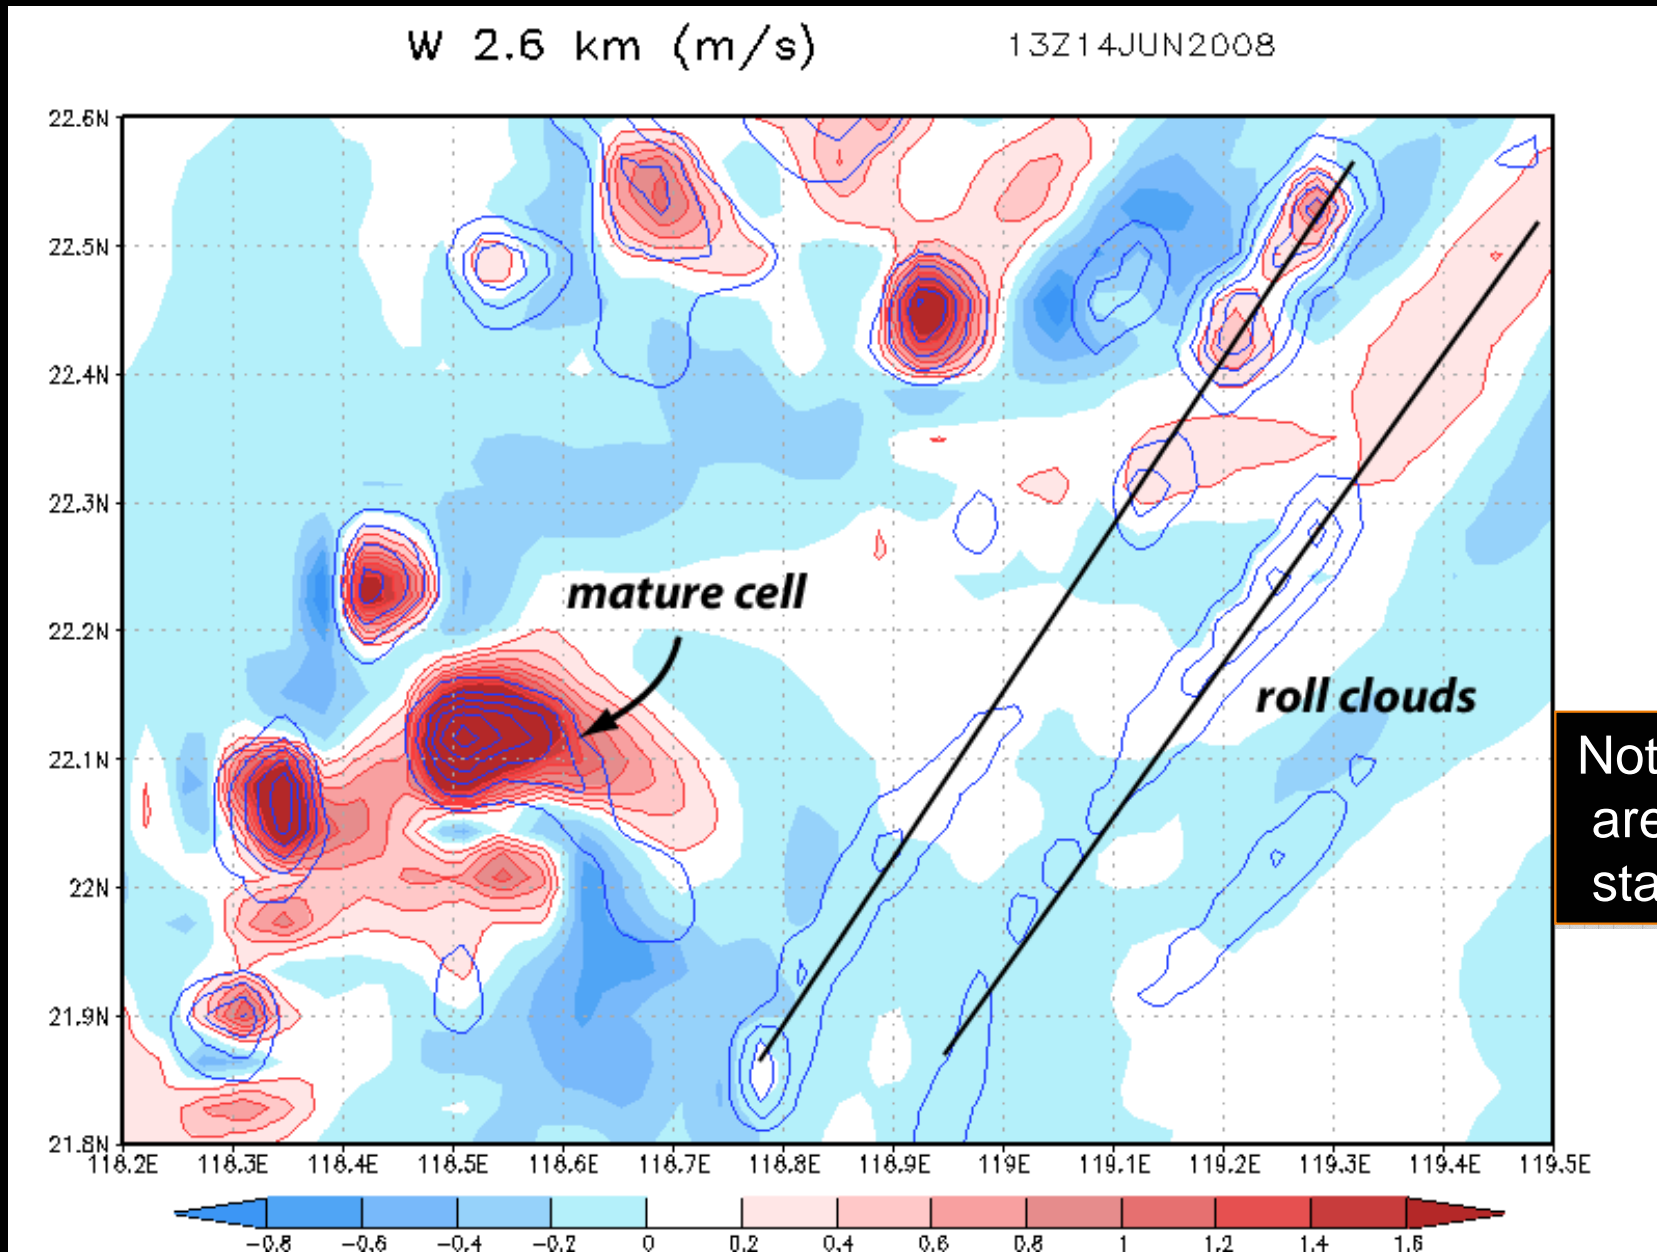 W 2.6 km (m/s)
13Z14JUN2008
22.6N
22.5N
22.4N
22.3N
22.2N
22.1N
22N
21.9N
21.8N
mature cell
roll clouds
Not
are
sta
118.2E 118.3E 118.4E 118.5E 118.6E 118.7E 118.8E 118.9E 119E 119.1E 119.2E 119.3E 119.4E 119.5E
-0.8 -0.6 -0.4 -0.2 0 0.2 0.4 0.6 0.8 1 1.2 1.4 1.6